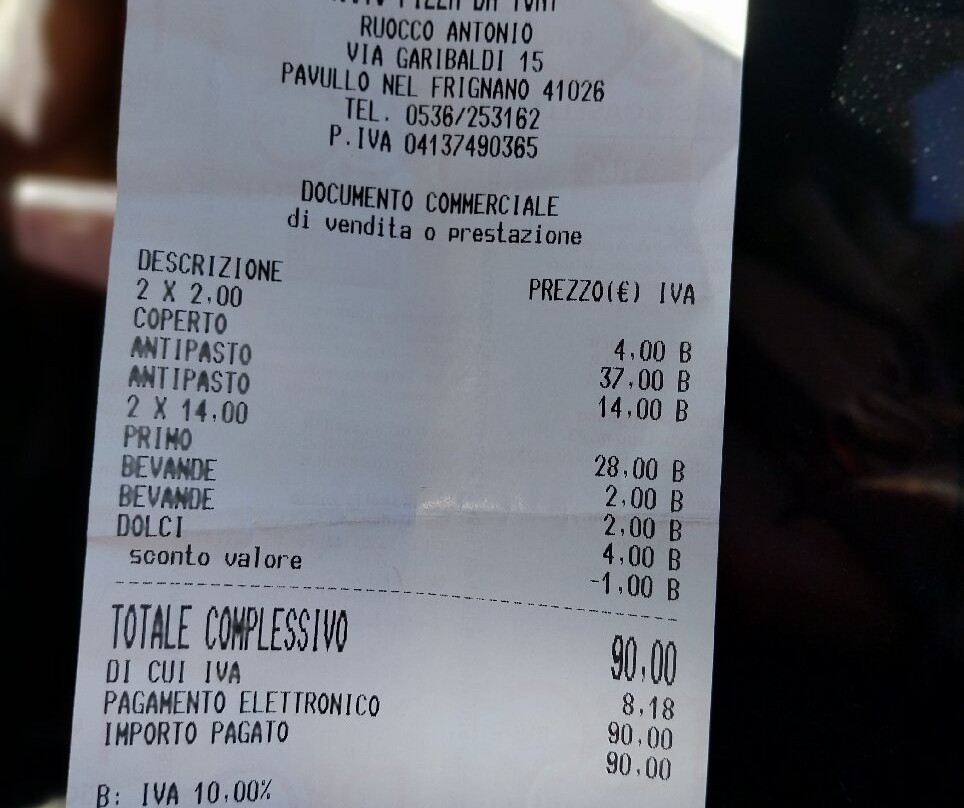 PIZZA DA TONY
RUOCCO ANTONIO
VIA GARIBALDI 15
PAVULLO NEL FRIGNANO 41026
TEL. 0536/253162
P.IVA 04137490365
DOCUMENTO COMMERCIALE
di vendita o prestazione
DESCRIZIONE PREZZO(€) IVA
2 X 2,00
COPERTO 4,00 B
ANTIPASTO 37,00 B
ANTIPASTO 14,00 B
2 X 14,00
PRIMO 28,00 B
BEVANDE 2,00 B
BEVANDE 2,00 B
DOLCI 4,00 B
sconto valore -1,00 B
TOTALE COMPLESSIVO 90,00
DI CUI IVA 8,18
PAGAMENTO ELETTRONICO 90,00
IMPORTO PAGATO 90,00
B: IVA 10,00%